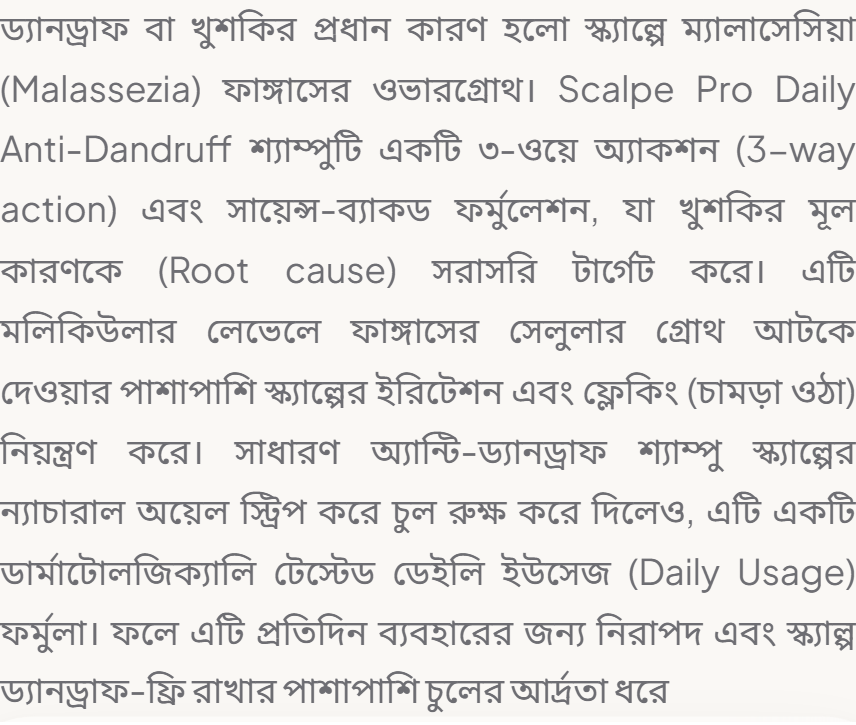 ড্যানড্রাফ বা খুশকির প্রধান কারণ হলো স্ক্যাল্পে ম্যালাসেসিয়া
(Malassezia) ফাঙ্গাসের ওভারগ্রোথ। Scalpe Pro Daily
Anti-Dandruff শ্যাম্পুটি একটি ৩-ওয়ে অ্যাকশন (3-way
action) এবং সায়েন্স-ব্যাকড ফর্মুলেশন, যা খুশকির মূল
কারণকে (Root cause) সরাসরি টার্গেট করে। এটি
মলিকিউলার লেভেলে ফাঙ্গাসের সেলুলার গ্রোথ আটকে
দেওয়ার পাশাপাশি স্ক্যাল্পের ইরিটেশন এবং ফ্লেকিং (চামড়া ওঠা)
নিয়ন্ত্রণ করে। সাধারণ অ্যান্টি-ড্যানড্রাফ শ্যাম্পু স্ক্যাল্পের
ন্যাচারাল অয়েল স্ট্রিপ করে চুল রুক্ষ করে দিলেও, এটি একটি
ডার্মাটোলজিক্যালি টেস্টেড ডেইলি ইউসেজ (Daily Usage)
ফর্মুলা। ফলে এটি প্রতিদিন ব্যবহারের জন্য নিরাপদ এবং স্ক্যাল্প
ড্যানড্রাফ-ফ্রি রাখার পাশাপাশি চুলের আর্দ্রতা ধরে